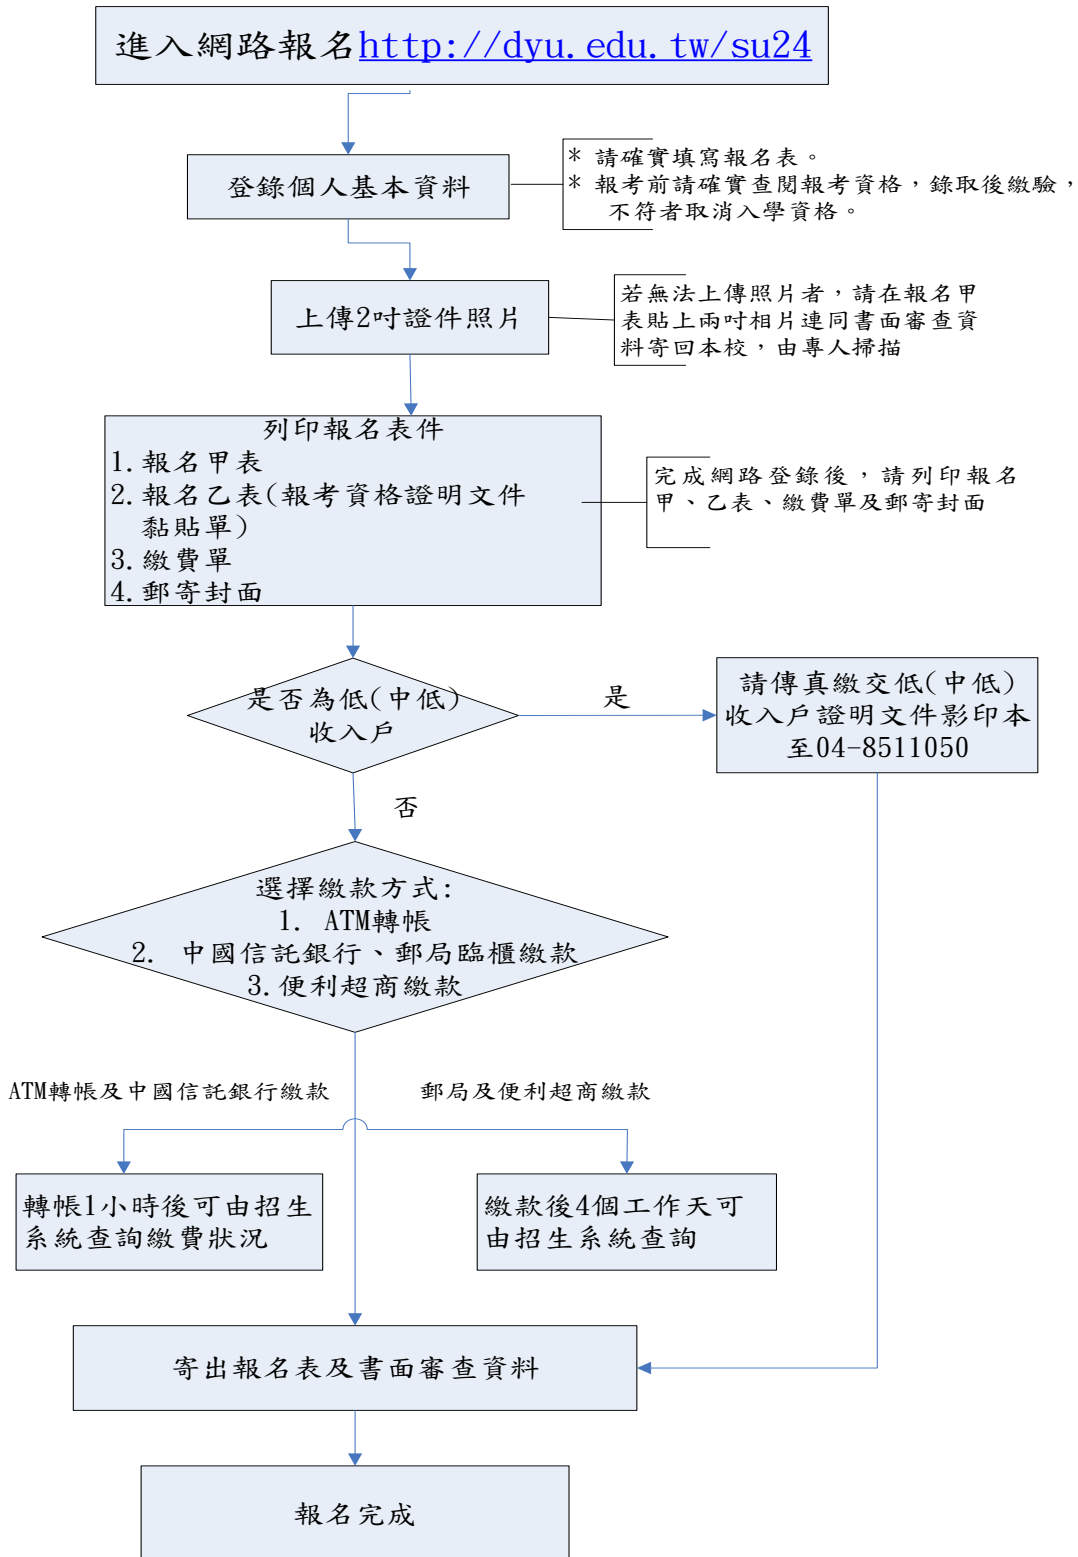 進入網路報名http://dyu.edu.tw/su24
登錄個人基本資料
* 請確實填寫報名表。
* 報考前請確實查閱報考資格，錄取後繳驗，
不符者取消入學資格。
上傳2吋證件照片
若無法上傳照片者，請在報名甲
表貼上兩吋相片連同書面審查資
料寄回本校，由專人掃描
列印報名表件
1.報名甲表
2.報名乙表(報考資格證明文件
黏貼單)
3.繳費單
4.郵寄封面
完成網路登錄後，請列印報名
甲、乙表、繳費單及郵寄封面
是否為低(中低)
收入戶
是
請傳真繳交低(中低)
收入戶證明文件影印本
至04-8511050
否
選擇繳款方式:
1. ATM轉帳
2. 中國信託銀行、郵局臨櫃繳款
3.便利超商繳款
ATM轉帳及中國信託銀行繳款
郵局及便利超商繳款
轉帳1小時後可由招生
系統查詢繳費狀況
繳款後4個工作天可
由招生系統查詢
寄出報名表及書面審查資料
報名完成